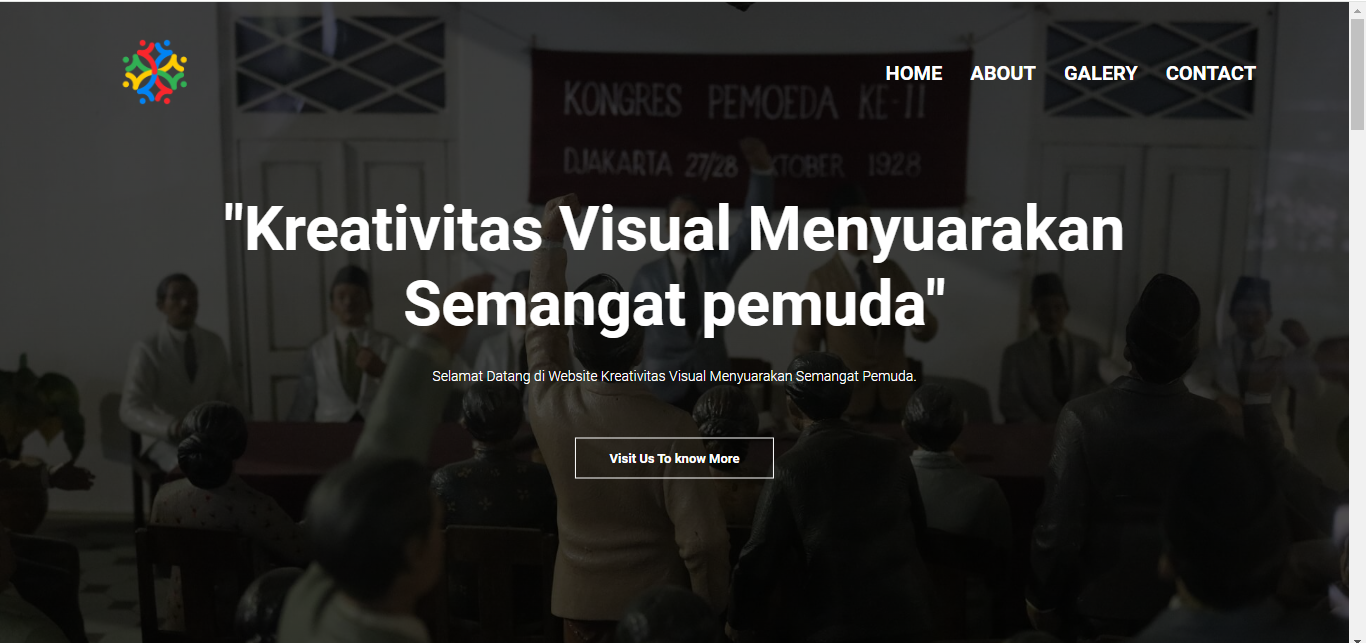 HOME ABOUT GALERY CONTACT
KONGRES PEMOEDA KE-II
DJAKARTA 27/28 KTOBER 1928
"Kreativitas Visual Menyuarakan
Semangat pemuda"
Selamat Datang di Website Kreativitas Visual Menyuarakan Semangat Pemuda.
Visit Us To know More